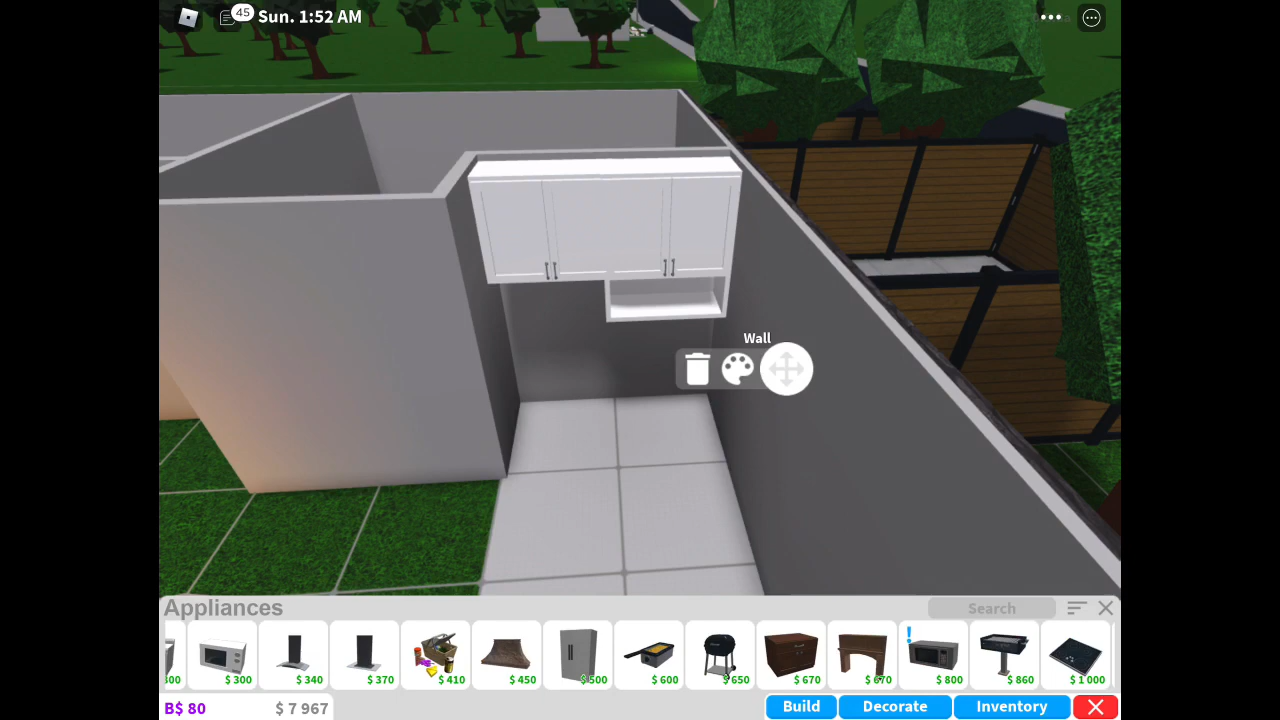 45
Sun. 1:52 AM
Wall
Appliances
Search
$ 300
$ 340
$ 370
$ 410
$ 450
$ 500
$ 600
$ 650
$ 670
$ 670
$ 800
$ 860
$ 1 000
B$ 80
$ 7 967
Build
Decorate
Inventory